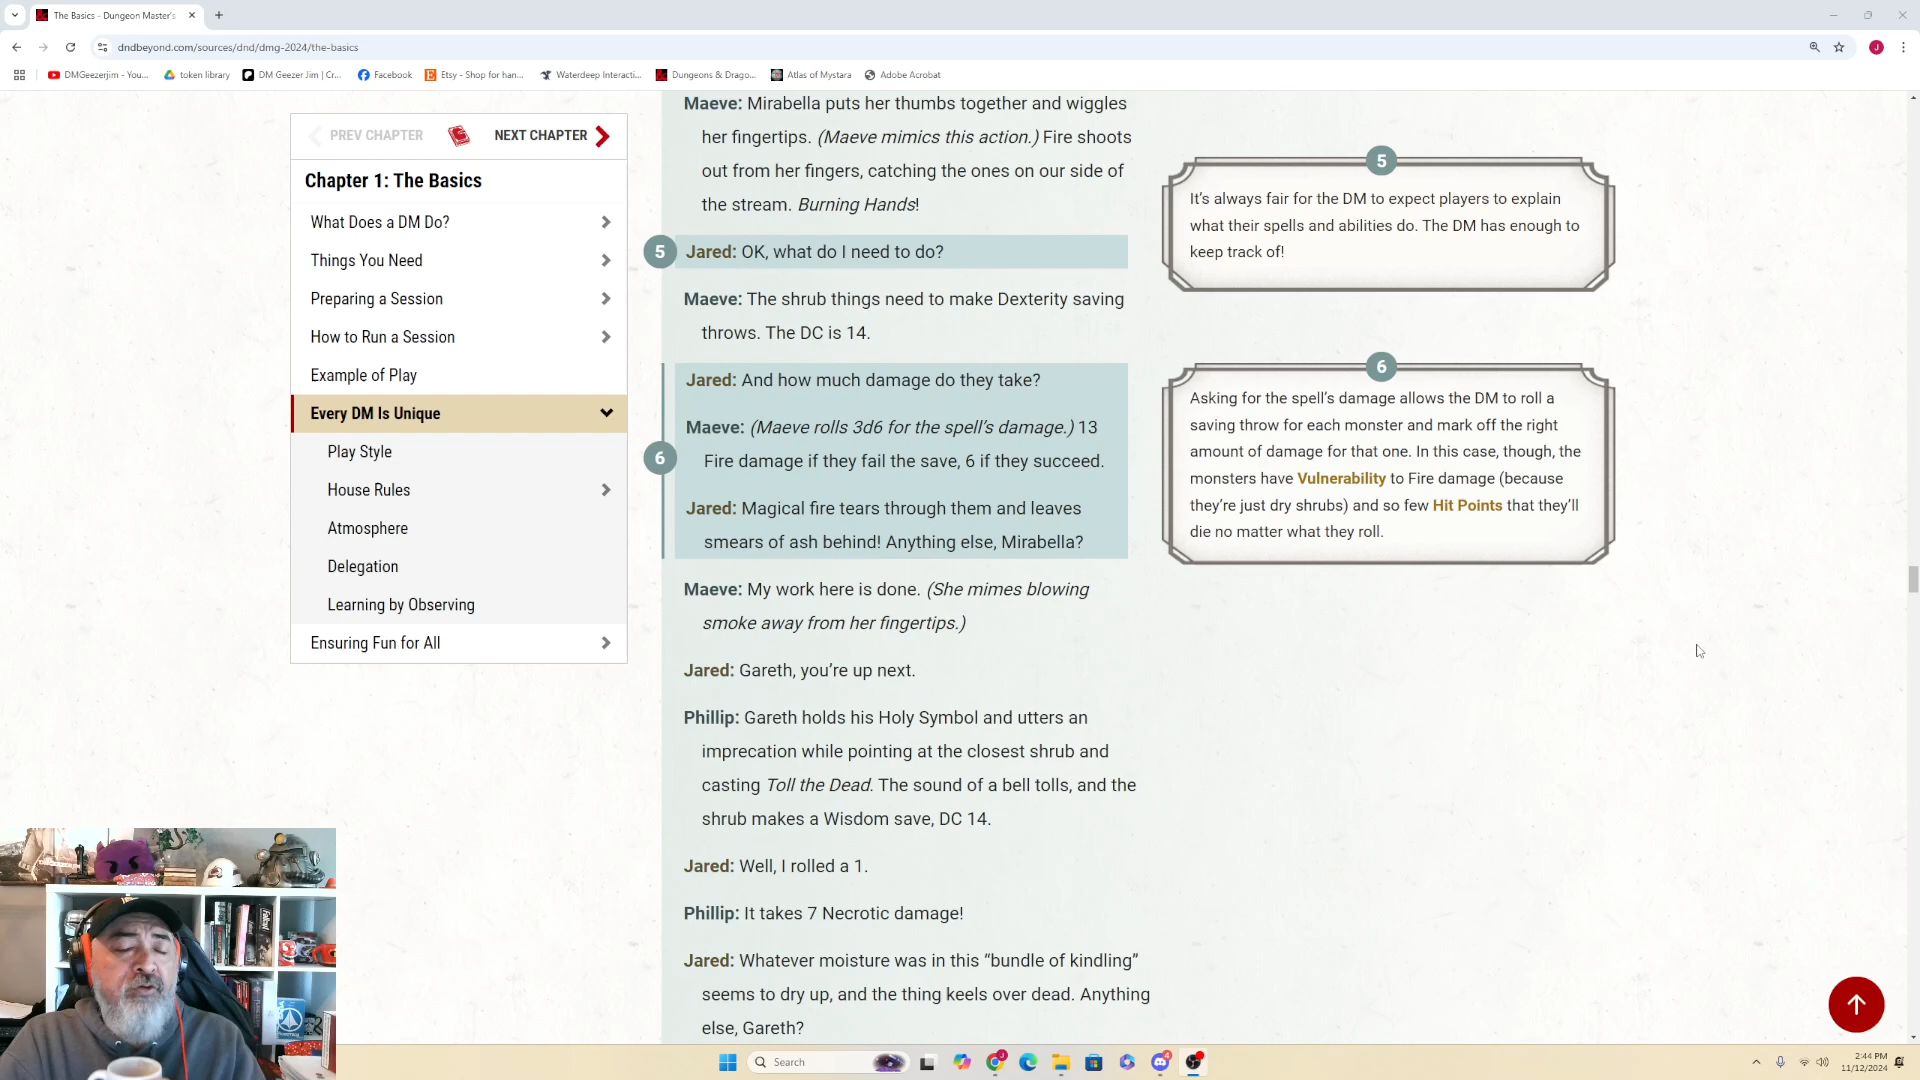 The Basics - Dungeon Master's
dndbeyond.com/sources/dnd/dmg-2024/the-basics
DMGeezerjim - You...
token library
DM Geezer Jim | Cr...
Facebook
Etsy - Shop for han...
Waterdeep Interacti...
Dungeons & Drago...
Atlas of Mystara
Adobe Acrobat
PREV CHAPTER
NEXT CHAPTER
Chapter 1: The Basics
What Does a DM Do?
Things You Need
Preparing a Session
How to Run a Session
Example of Play
Every DM Is Unique
Play Style
House Rules
Atmosphere
Delegation
Learning by Observing
Ensuring Fun for All
Maeve: Mirabella puts her thumbs together and wiggles
her fingertips. (Maeve mimics this action.) Fire shoots
out from her fingers, catching the ones on our side of
the stream. Burning Hands!
5
Jared: OK, what do I need to do?
Maeve: The shrub things need to make Dexterity saving
throws. The DC is 14.
Jared: And how much damage do they take?
Maeve: (Maeve rolls 3d6 for the spell's damage.) 13
6
Fire damage if they fail the save, 6 if they succeed.
Jared: Magical fire tears through them and leaves
smears of ash behind! Anything else, Mirabella?
Maeve: My work here is done. (She mimes blowing
smoke away from her fingertips.)
Jared: Gareth, you're up next.
Phillip: Gareth holds his Holy Symbol and utters an
imprecation while pointing at the closest shrub and
casting Toll the Dead. The sound of a bell tolls, and the
shrub makes a Wisdom save, DC 14.
Jared: Well, I rolled a 1.
Phillip: It takes 7 Necrotic damage!
Jared: Whatever moisture was in this “bundle of kindling”
seems to dry up, and the thing keels over dead. Anything
else, Gareth?
5
It's always fair for the DM to expect players to explain
what their spells and abilities do. The DM has enough to
keep track of!
6
Asking for the spell's damage allows the DM to roll a
saving throw for each monster and mark off the right
amount of damage for that one. In this case, though, the
monsters have Vulnerability to Fire damage (because
they're just dry shrubs) and so few Hit Points that they'll
die no matter what they roll.
Search
2:44 PM
11/12/2024